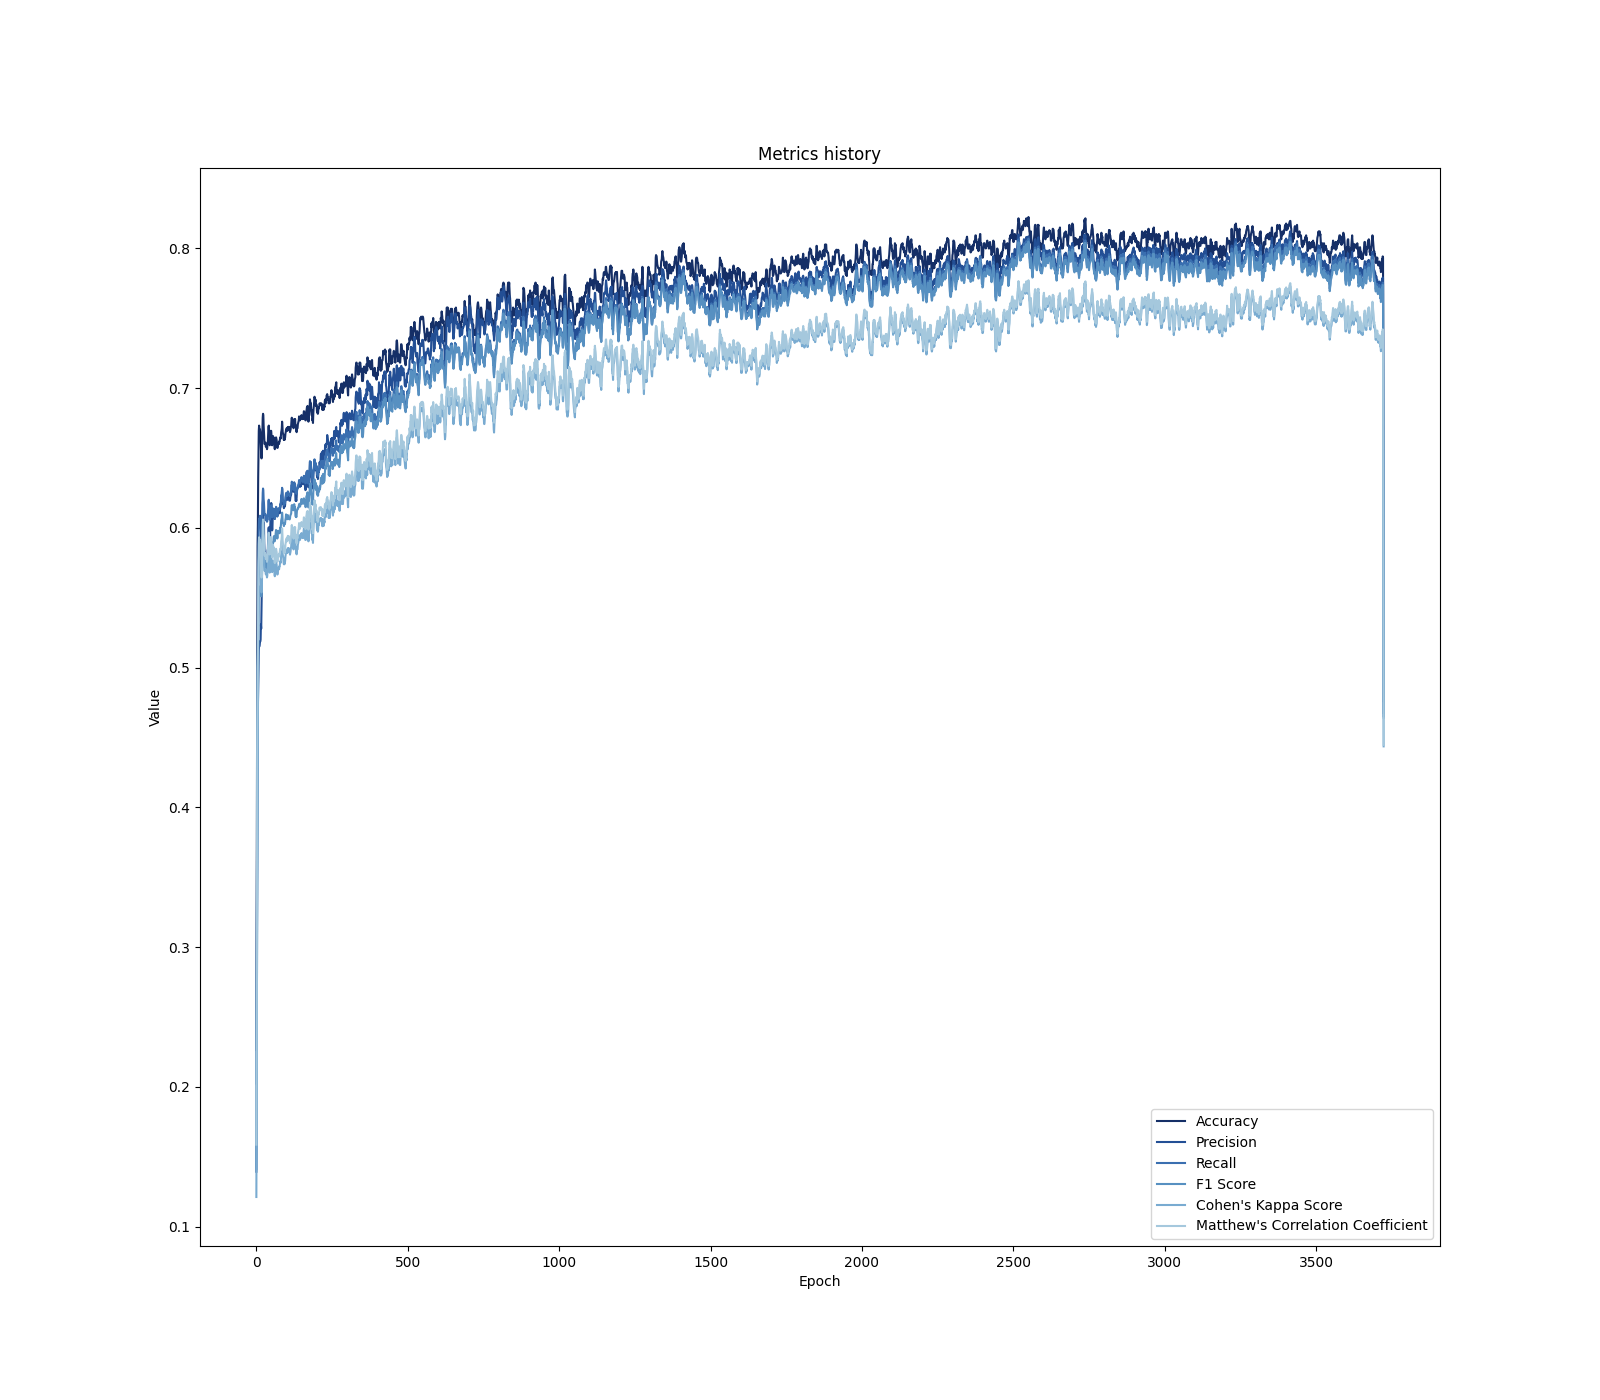 Metrics history
0.8
0.7
0.6
0.5
0.4
0.3
0.2
0.1
Value
0 500 1000 1500 2000 2500 3000 3500
Epoch
Accuracy
Precision
Recall
F1 Score
Cohen's Kappa Score
Matthew's Correlation Coefficient